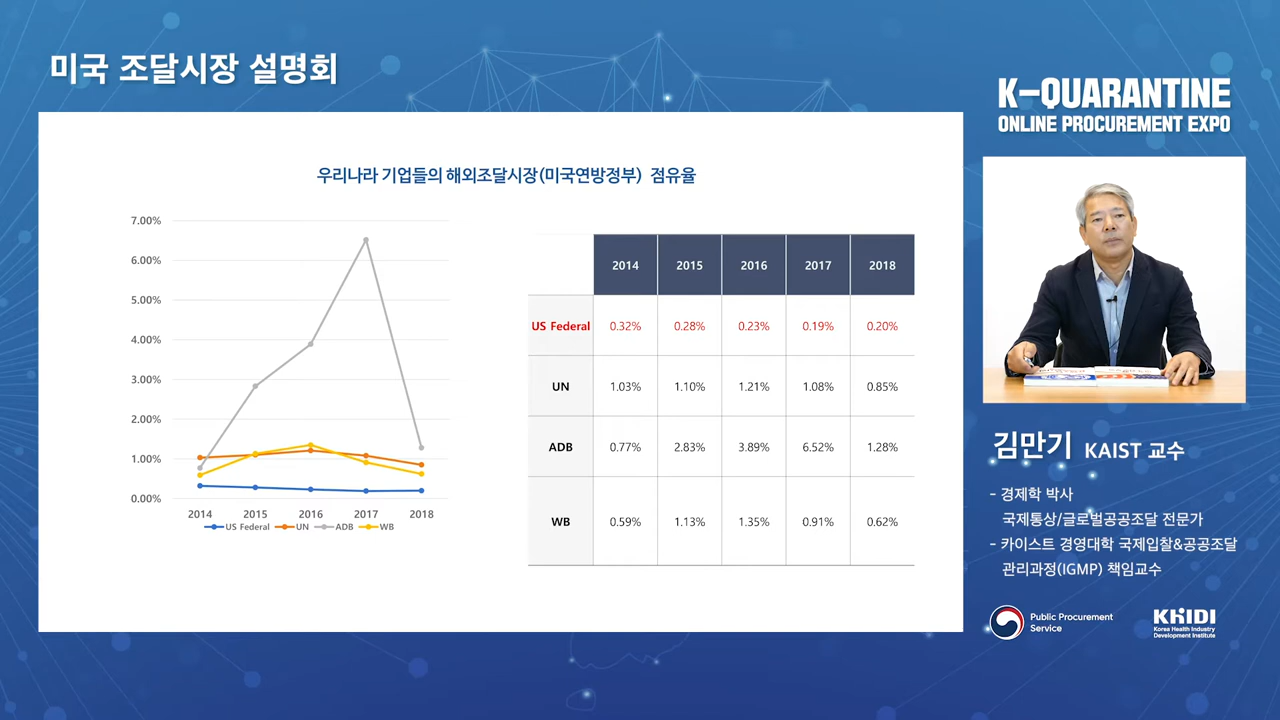 미국 조달시장 설명회
K-QUARANTINE
ONLINE PROCUREMENT EXPO
우리나라 기업들의 해외조달시장(미국연방정부) 점유율
7.00%
6.00%
5.00%
4.00%
3.00%
2.00%
1.00%
0.00%
2014 2015 2016 2017 2018
US Federal UN ADB WB
2014 2015 2016 2017 2018
US Federal 0.32% 0.28% 0.23% 0.19% 0.20%
UN 1.03% 1.10% 1.21% 1.08% 0.85%
ADB 0.77% 2.83% 3.89% 6.52% 1.28%
WB 0.59% 1.13% 1.35% 0.91% 0.62%
김만기 KAIST 교수
- 경제학 박사
국제통상/글로벌공공조달 전문가
- 카이스트 경영대학 국제입찰&공공조달
관리과정(IGMP) 책임교수
Public Procurement
Service
KHIDI
Korea Health Industry
Development Institute